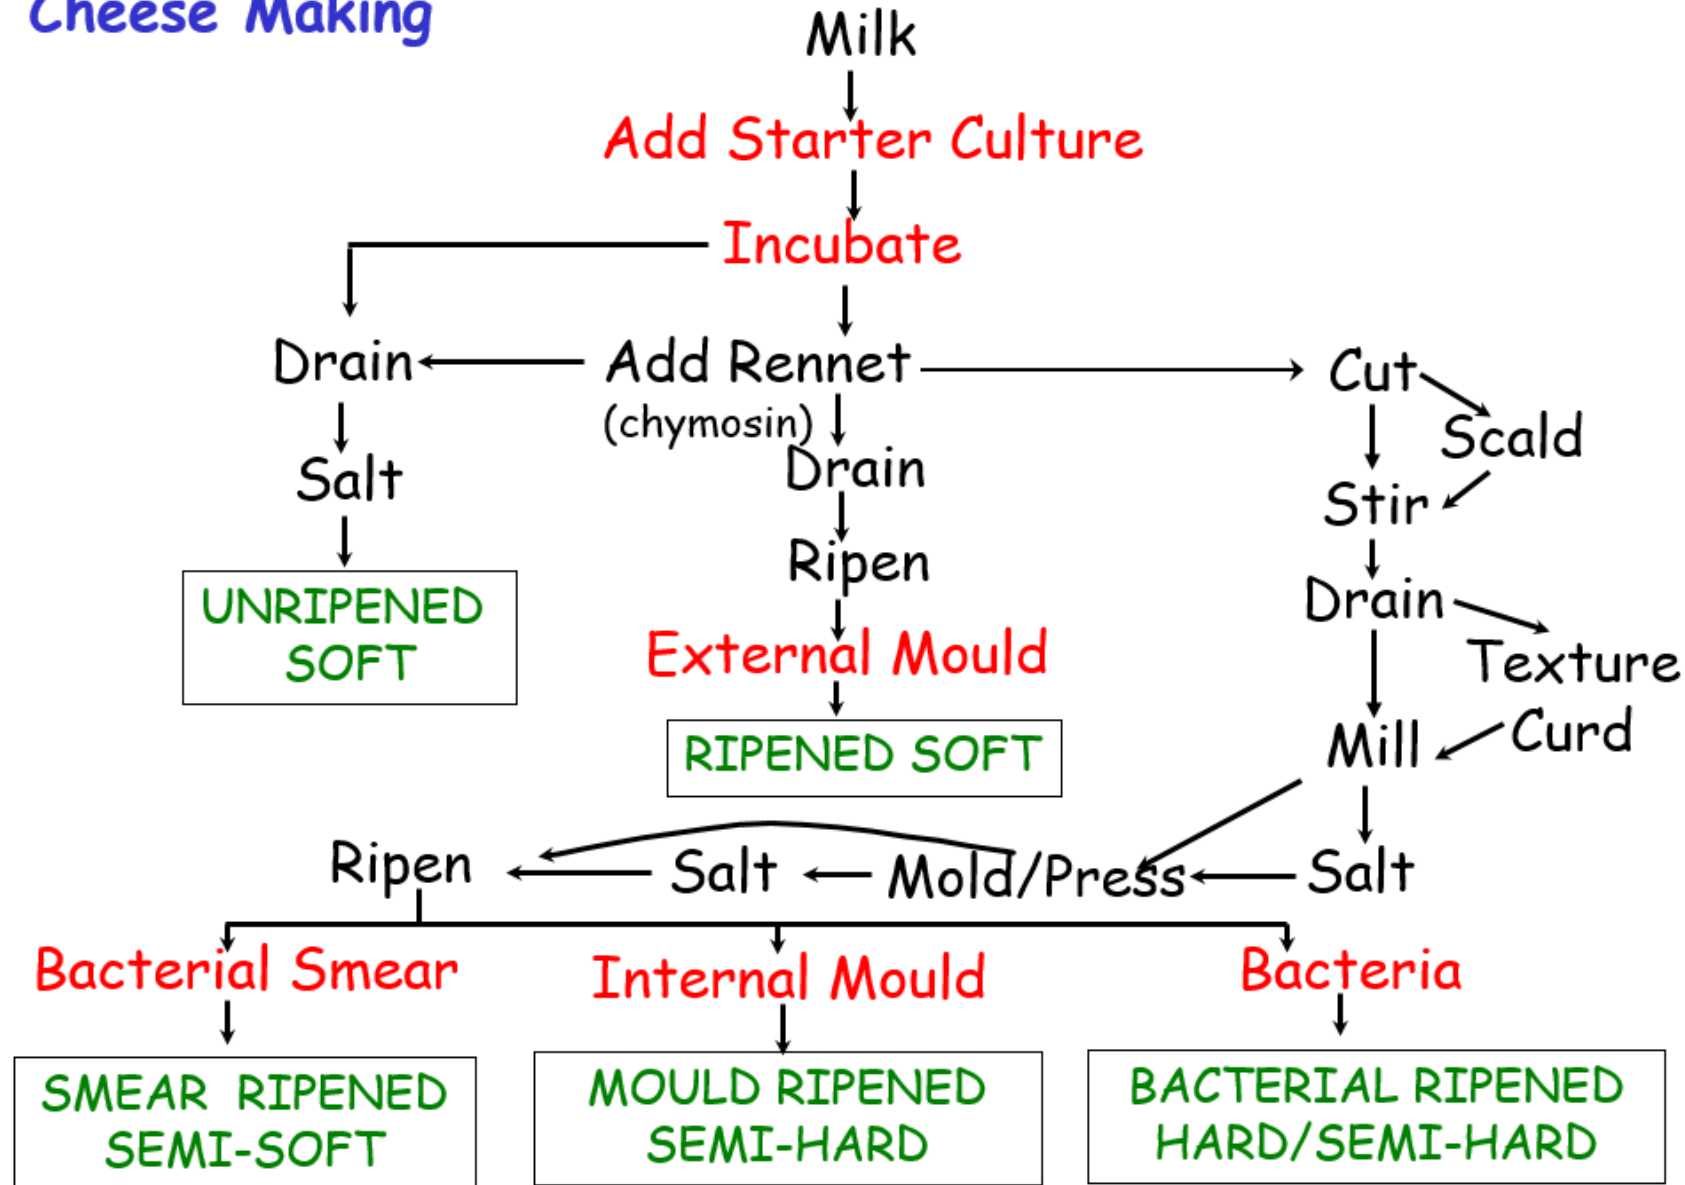 Cheese Making
Milk
Add Starter Culture
Incubate
Drain
Add Rennet
(chymosin)
Cut
Scald
Salt
Drain
Stir
Ripen
Drain
UNRIPENED
SOFT
External Mould
Texture
Curd
RIPENED SOFT
Mill
Ripen
Salt
Mold/Press
Salt
Bacterial Smear
Internal Mould
Bacteria
SMEAR RIPENED
SEMI-SOFT
MOULD RIPENED
SEMI-HARD
BACTERIAL RIPENED
HARD/SEMI-HARD